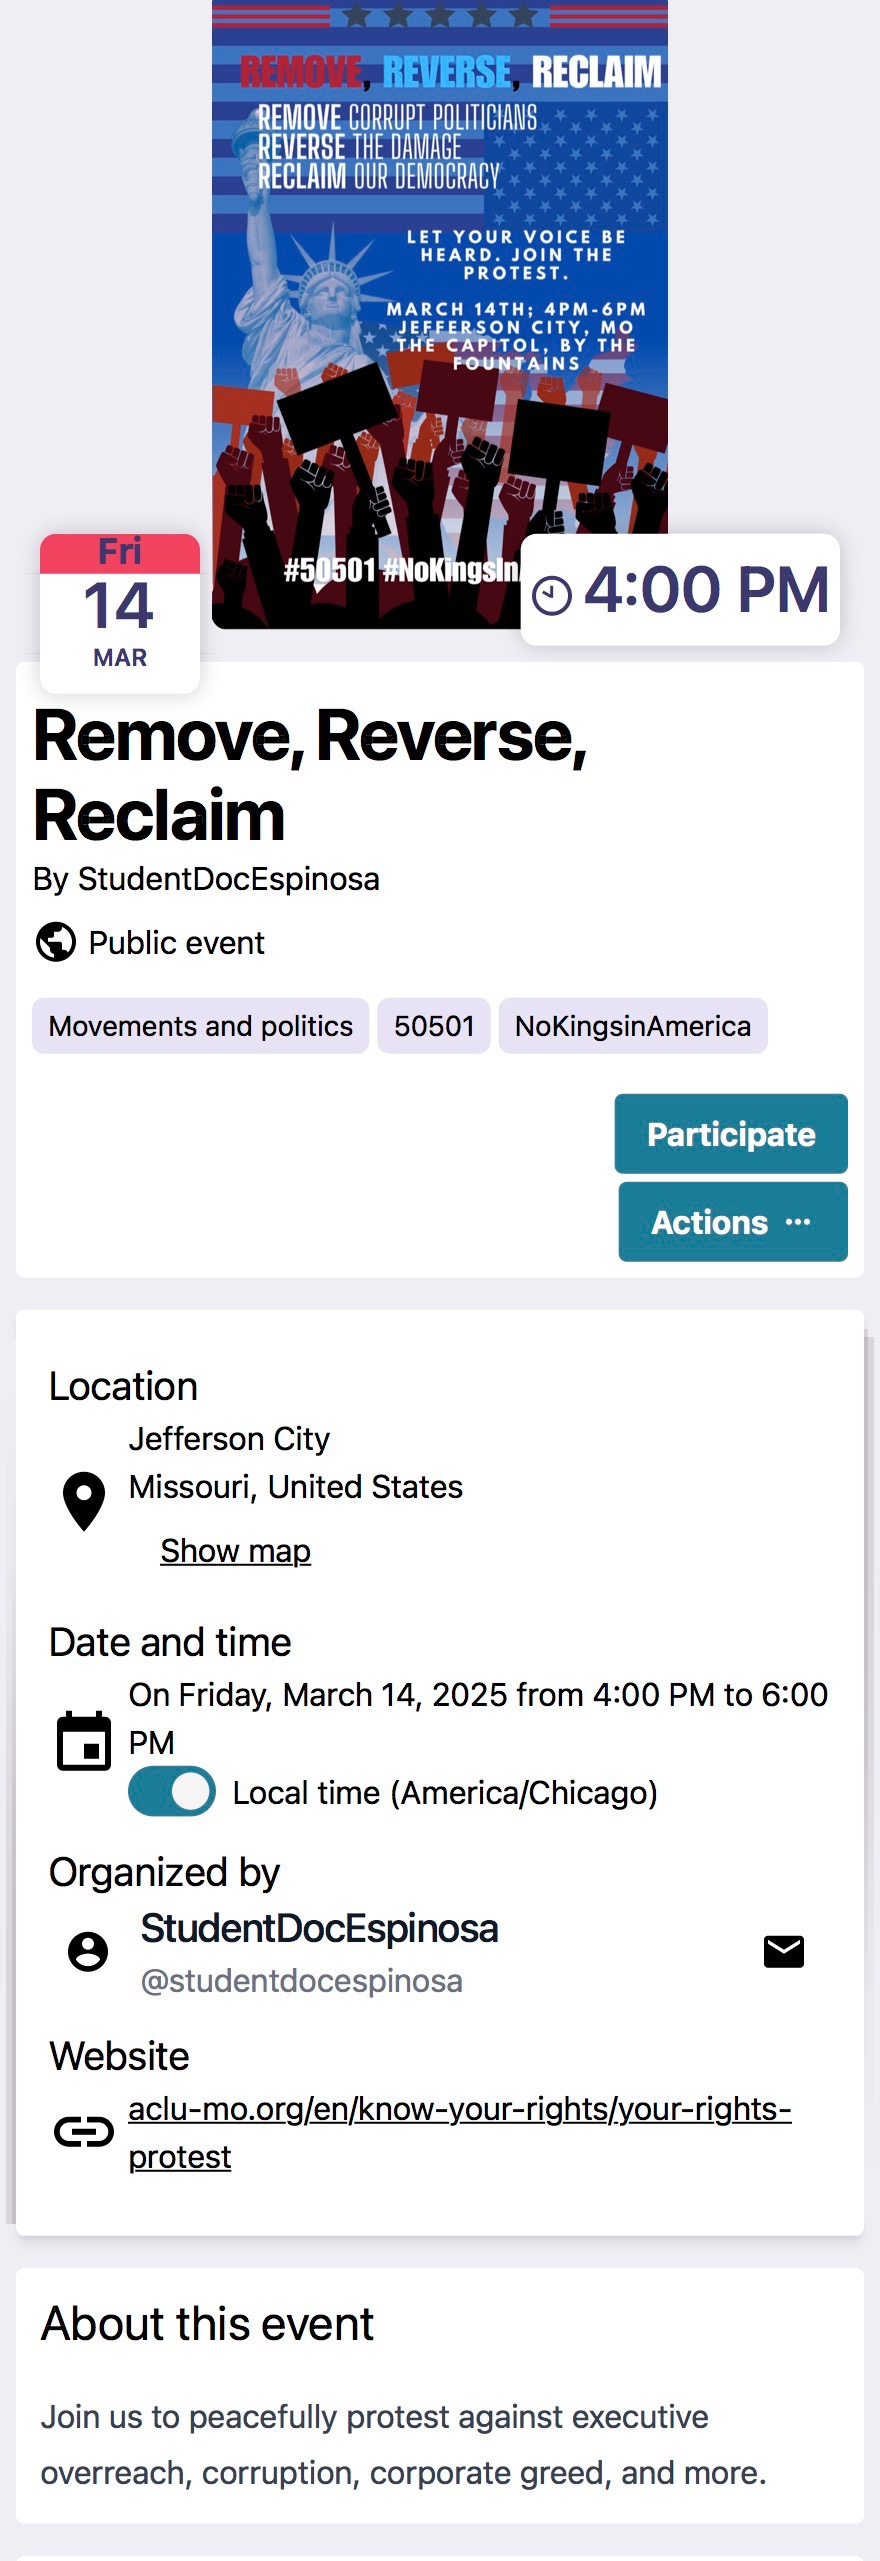 REMOVE, REVERSE, RECLAIM
REMOVE CORRUPT POLITICIANS
REVERSE THE DAMAGE
RECLAIM OUR DEMOCRACY
LET YOUR VOICE BE
HEARD. JOIN THE
PROTEST.
MARCH 14TH; 4PM-6PM
JEFFERSON CITY, MO
THE CAPITOL, BY THE
FOUNTAINS
#50501 #NoKingsIn
Fri
14
MAR
4:00 PM
Remove, Reverse,
Reclaim
By StudentDocEspinosa
Public event
Movements and politics 50501 NoKingsinAmerica
Participate
Actions ···
Location
Jefferson City
Missouri, United States
Show map
Date and time
On Friday, March 14, 2025 from 4:00 PM to 6:00
PM
Local time (America/Chicago)
Organized by
StudentDocEspinosa
@studentdocespinosa
Website
aclu-mo.org/en/know-your-rights/your-rights-
protest
About this event
Join us to peacefully protest against executive
overreach, corruption, corporate greed, and more.